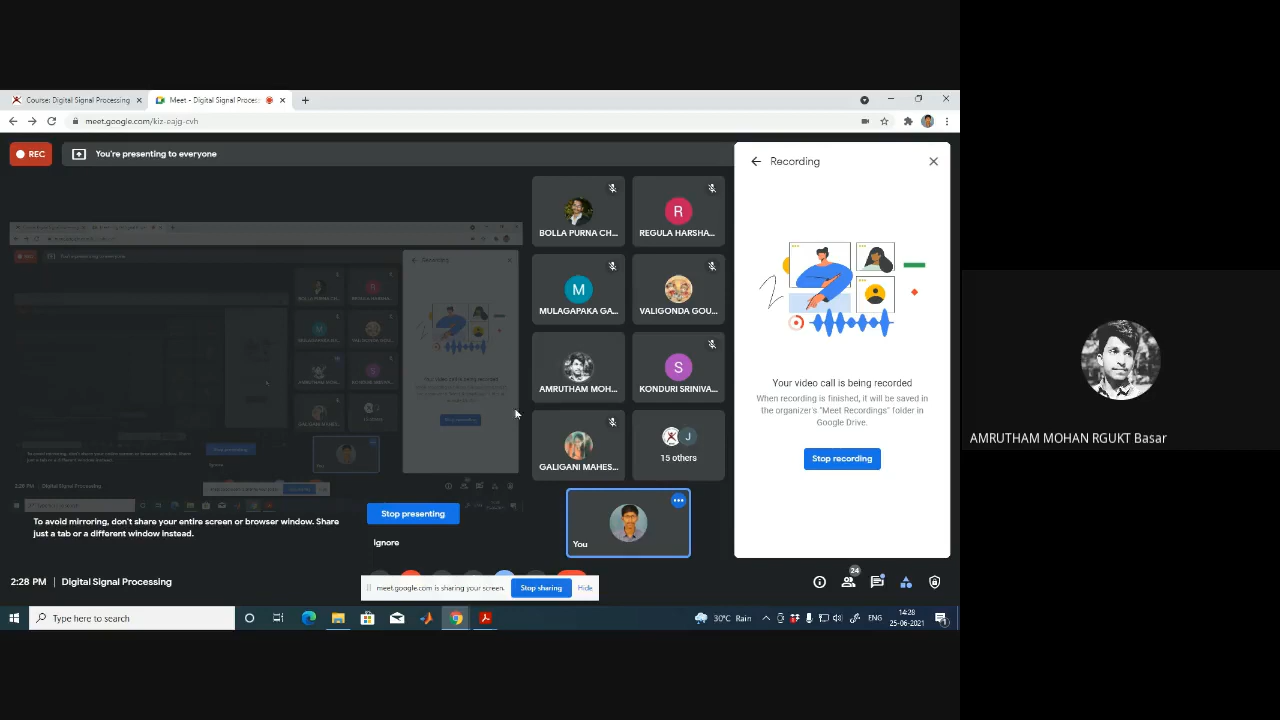 Course: Digital Signal Processing
Meet - Digital Signal Proces
meet.google.com/kiz-eajg-cvh
REC
You're presenting to everyone
Recording
BOLLA PURNA CH...
REGULA HARSHA...
MULAGAPAKA GA...
VALIGONDA GOU...
AMRUTHAM MOH...
KONDURI SRINIVA...
GALIGANI MAHES...
15 others
R
M
S
J
You
Your video call is being recorded
When recording is finished, it will be saved in
the organizer's "Meet Recordings" folder in
Google Drive.
Stop recording
To avoid mirroring, don't share your entire screen or browser window. Share
just a tab or a different window instead.
Stop presenting
Ignore
2:28 PM | Digital Signal Processing
24
meet.google.com is sharing your screen.
Stop sharing
Hide
Type here to search
30°C Rain
ENG
14:28
25-06-2021
AMRUTHAM MOHAN RGUKT Basar